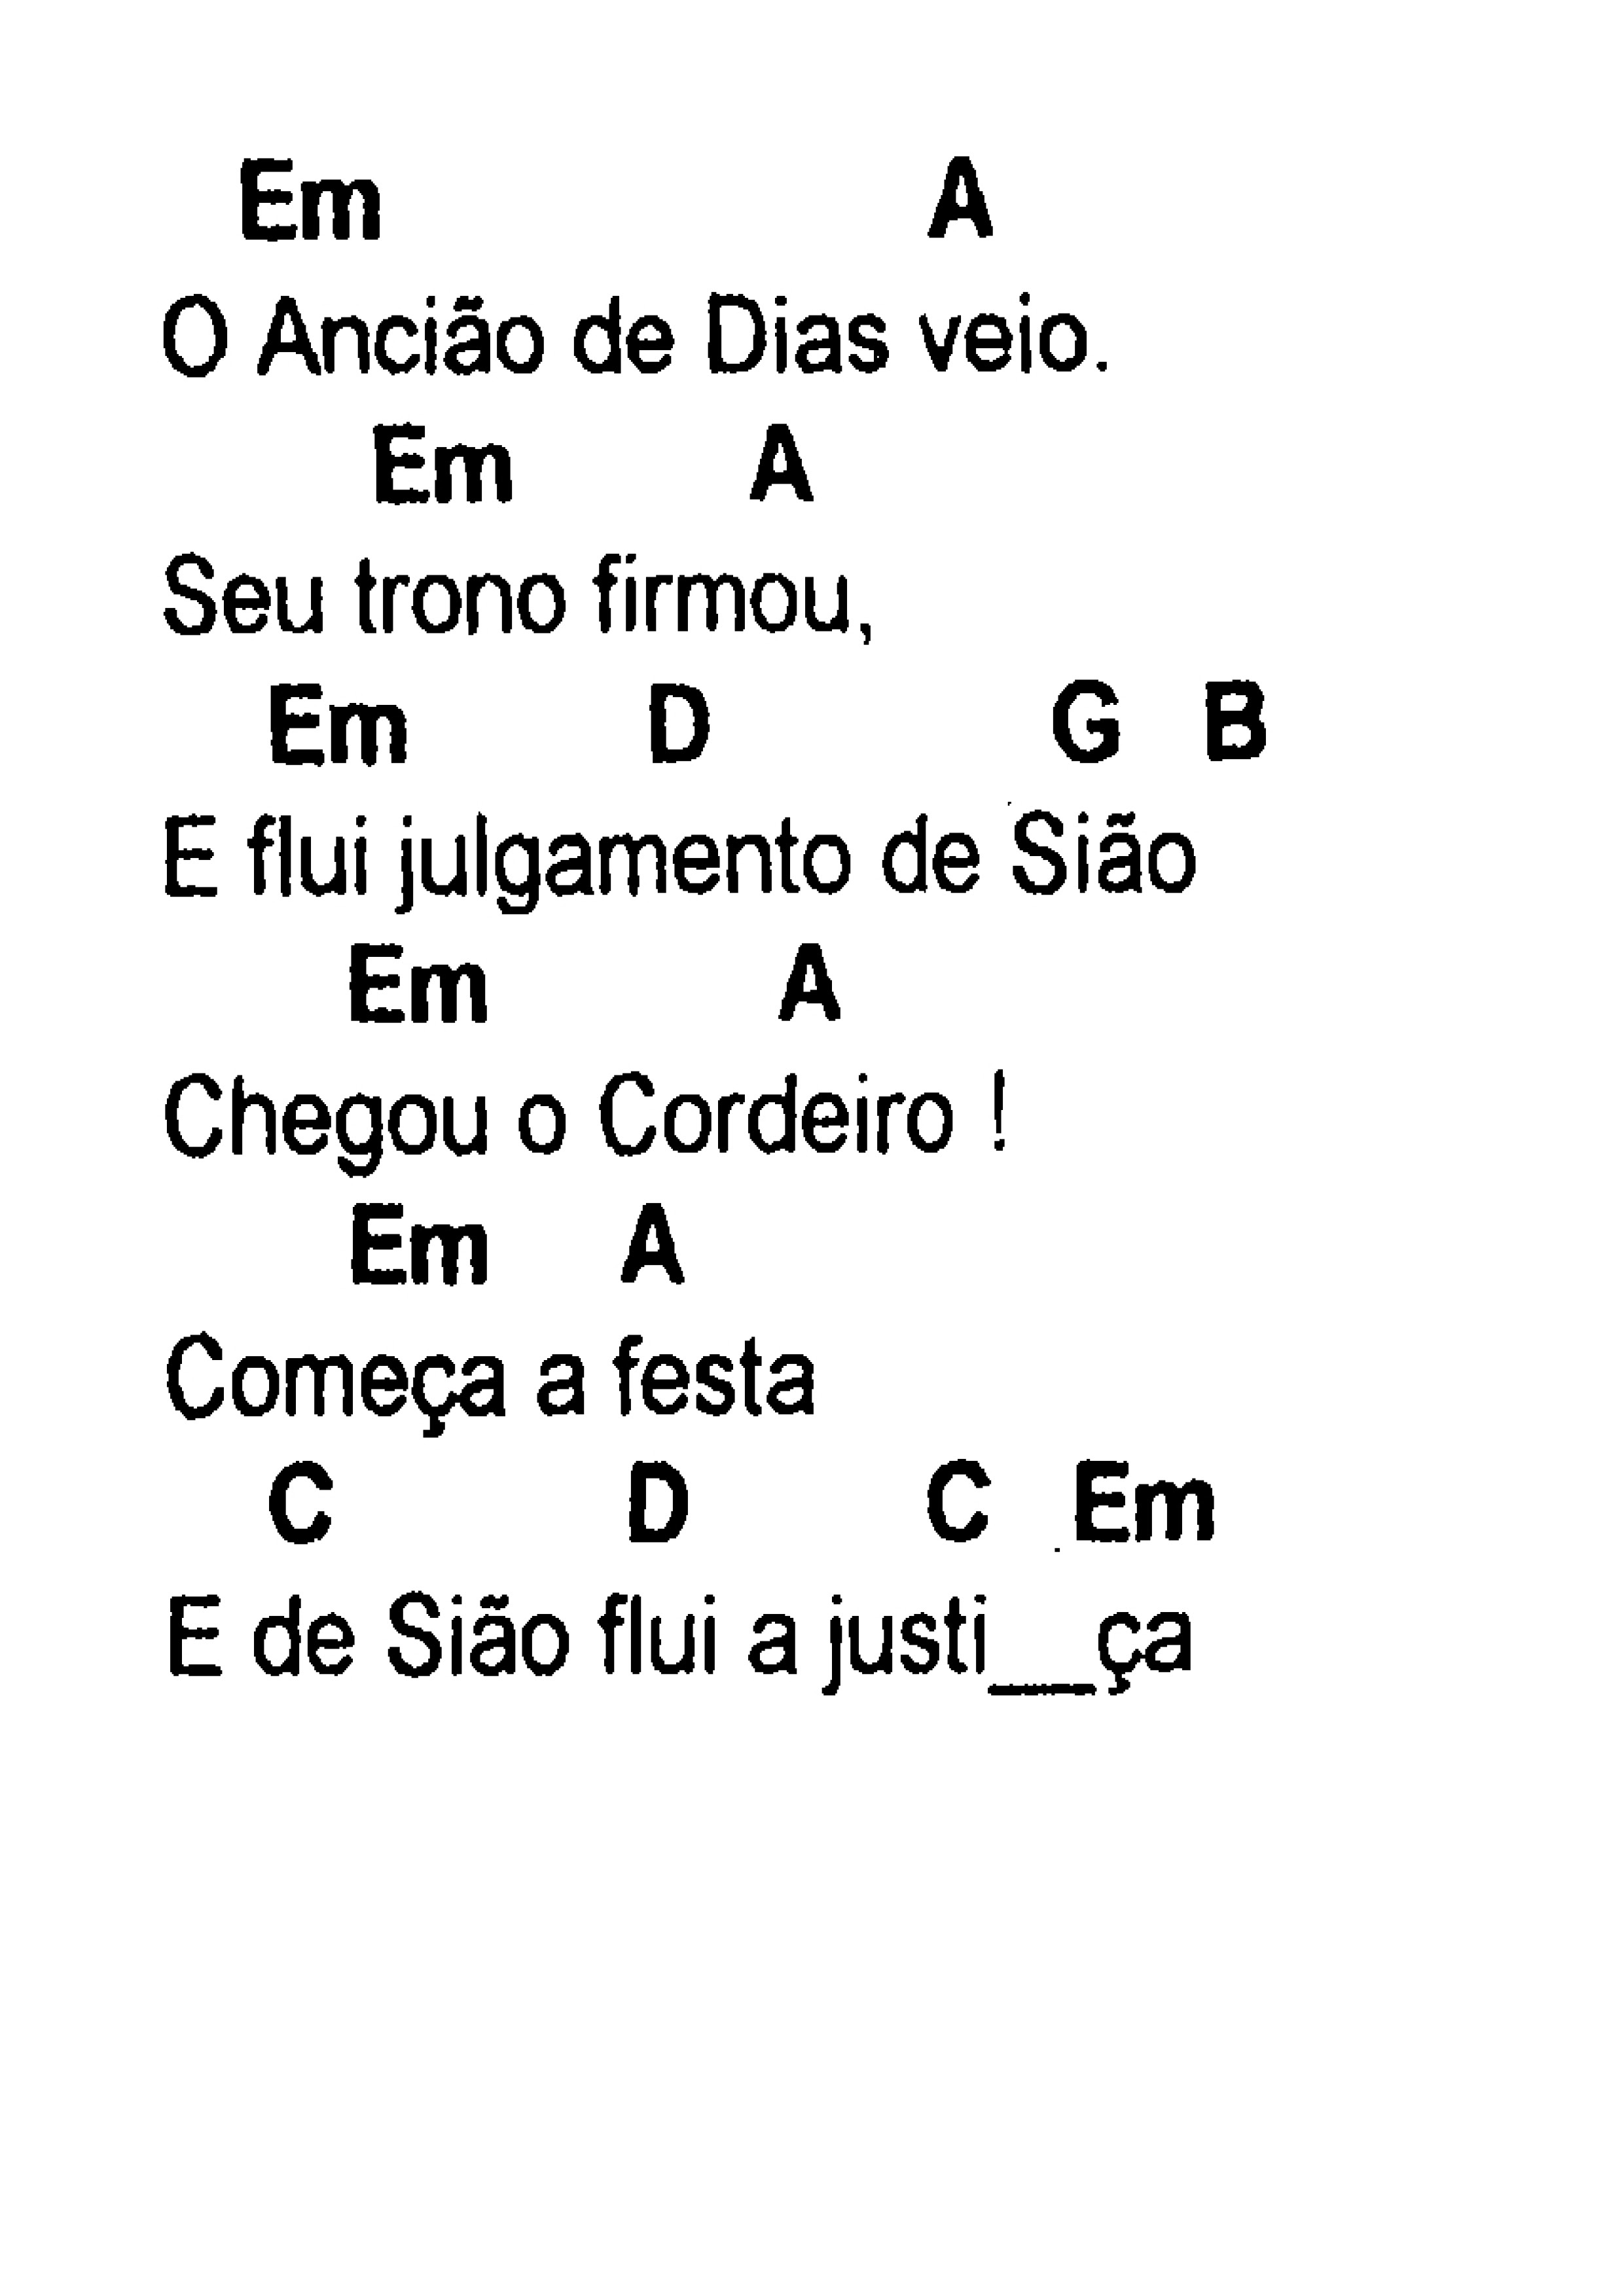 Em A
O Ancião de Dias veio.
Em A
Seu trono firmou,
Em D G B
E flui julgamento de Sião
Em A
Chegou o Cordeiro !
Em A
Começa a festa
C D C Em
E de Sião flui a justi__ça